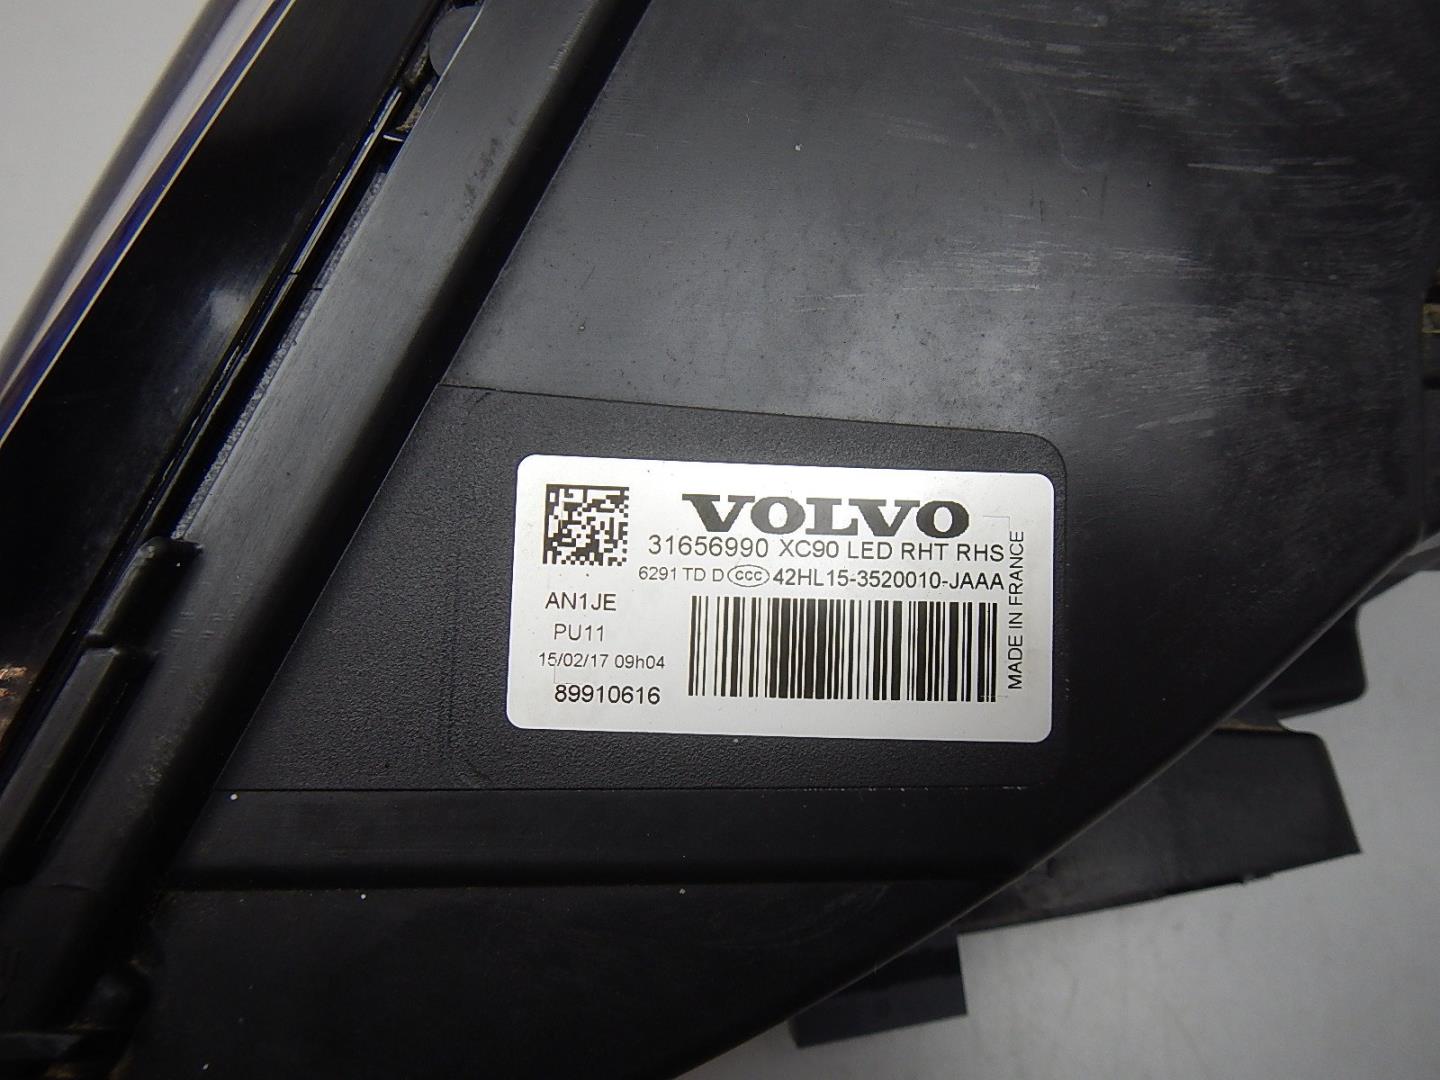 VOLVO
31656990 XC90 LED RHT RHS
6291 TD D CCC 42HL15-3520010-JAAA
AN1JE
PU11
15/02/17 09h04
89910616
MADE IN FRANCE